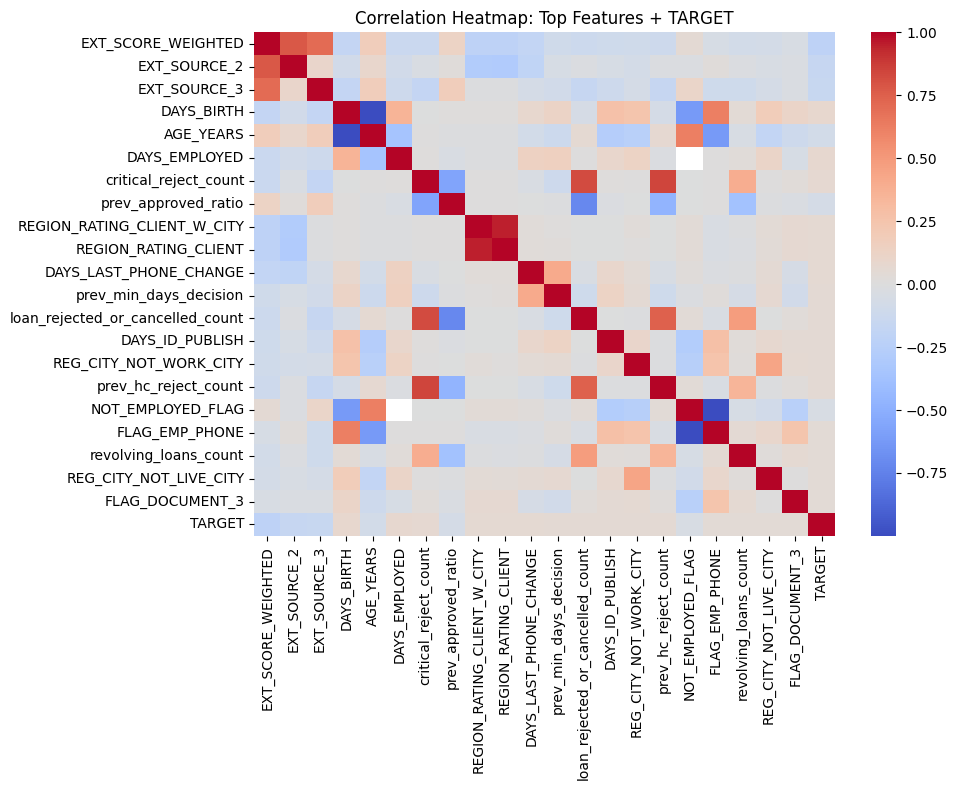 Correlation Heatmap: Top Features + TARGET
EXT_SCORE_WEIGHTED
EXT_SOURCE_2
EXT_SOURCE_3
DAYS_BIRTH
AGE_YEARS
DAYS_EMPLOYED
critical_reject_count
prev_approved_ratio
REGION_RATING_CLIENT_W_CITY
REGION_RATING_CLIENT
DAYS_LAST_PHONE_CHANGE
prev_min_days_decision
loan_rejected_or_cancelled_count
DAYS_ID_PUBLISH
REG_CITY_NOT_WORK_CITY
prev_hc_reject_count
NOT_EMPLOYED_FLAG
FLAG_EMP_PHONE
revolving_loans_count
REG_CITY_NOT_LIVE_CITY
FLAG_DOCUMENT_3
TARGET
EXT_SCORE_WEIGHTED
EXT_SOURCE_2
EXT_SOURCE_3
DAYS_BIRTH
AGE_YEARS
DAYS_EMPLOYED
critical_reject_count
prev_approved_ratio
REGION_RATING_CLIENT_W_CITY
REGION_RATING_CLIENT
DAYS_LAST_PHONE_CHANGE
prev_min_days_decision
loan_rejected_or_cancelled_count
DAYS_ID_PUBLISH
REG_CITY_NOT_WORK_CITY
prev_hc_reject_count
NOT_EMPLOYED_FLAG
FLAG_EMP_PHONE
revolving_loans_count
REG_CITY_NOT_LIVE_CITY
FLAG_DOCUMENT_3
TARGET
1.00
0.75
0.50
0.25
0.00
−0.25
−0.50
−0.75